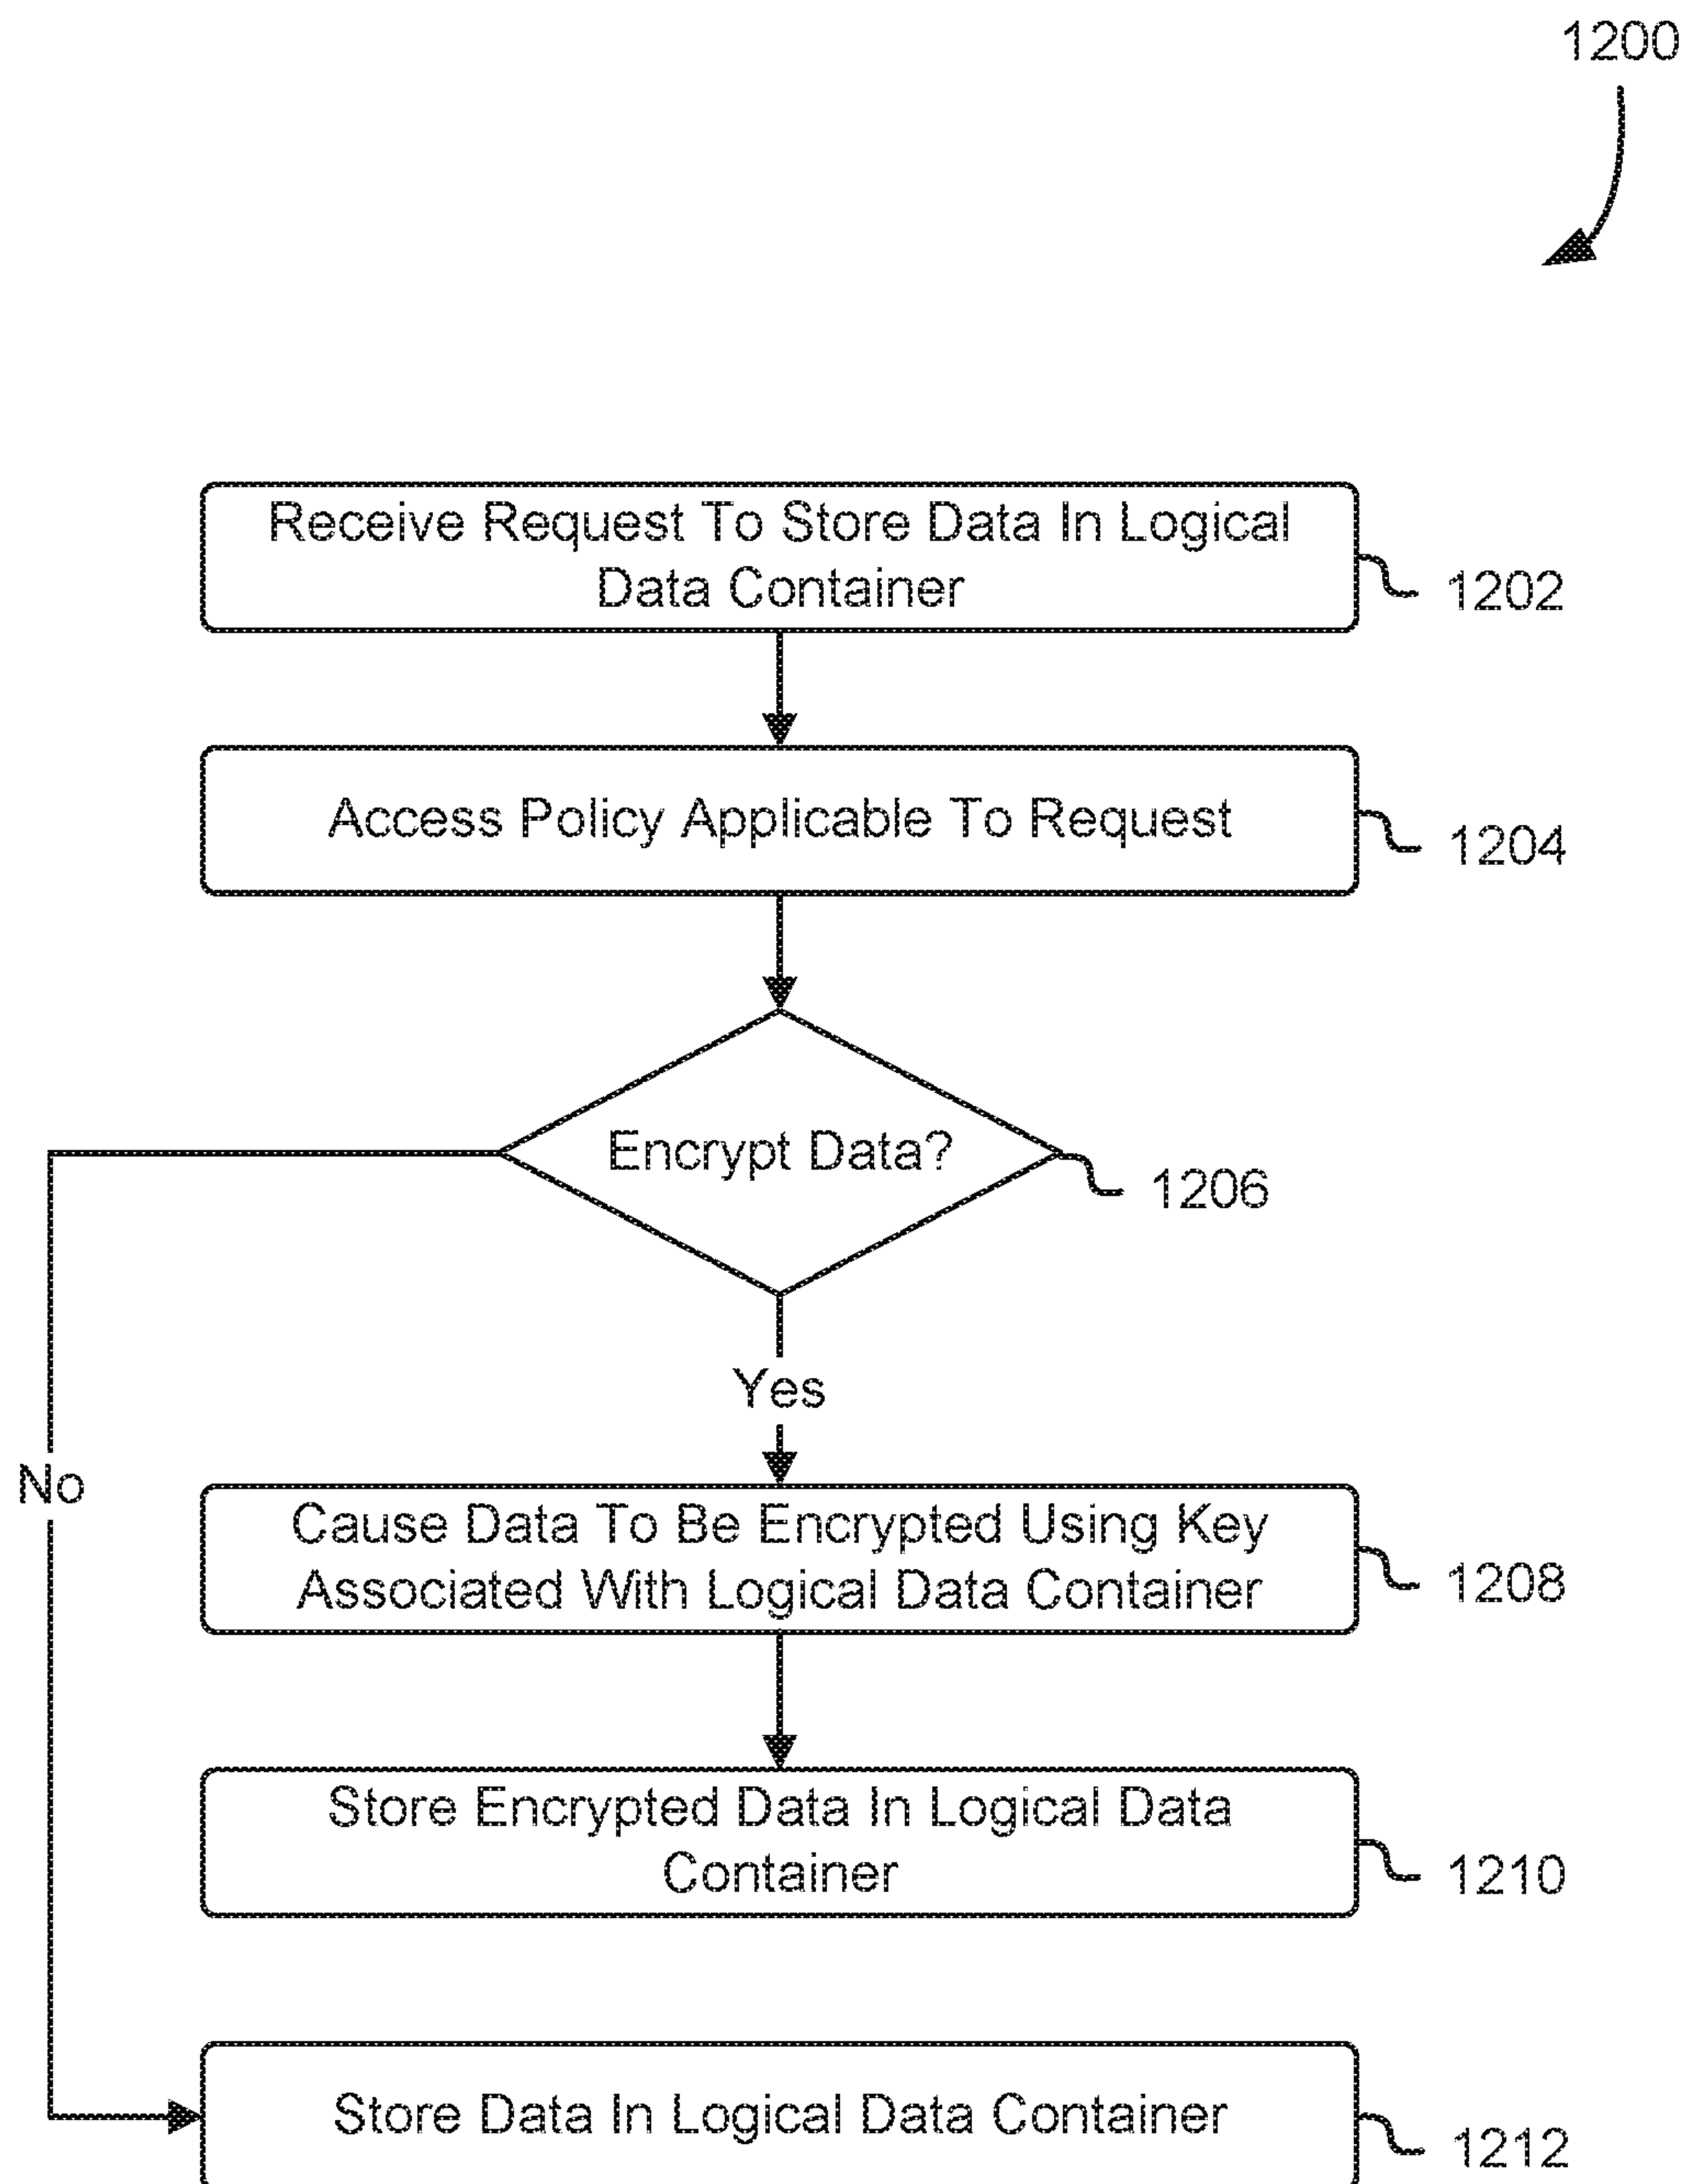 1200
Receive Request To Store Data In Logical
Data Container
1202
Access Policy Applicable To Request
1204
Encrypt Data?
1206
Yes
No
Cause Data To Be Encrypted Using Key
Associated With Logical Data Container
1208
Store Encrypted Data In Logical Data
Container
1210
Store Data In Logical Data Container
1212